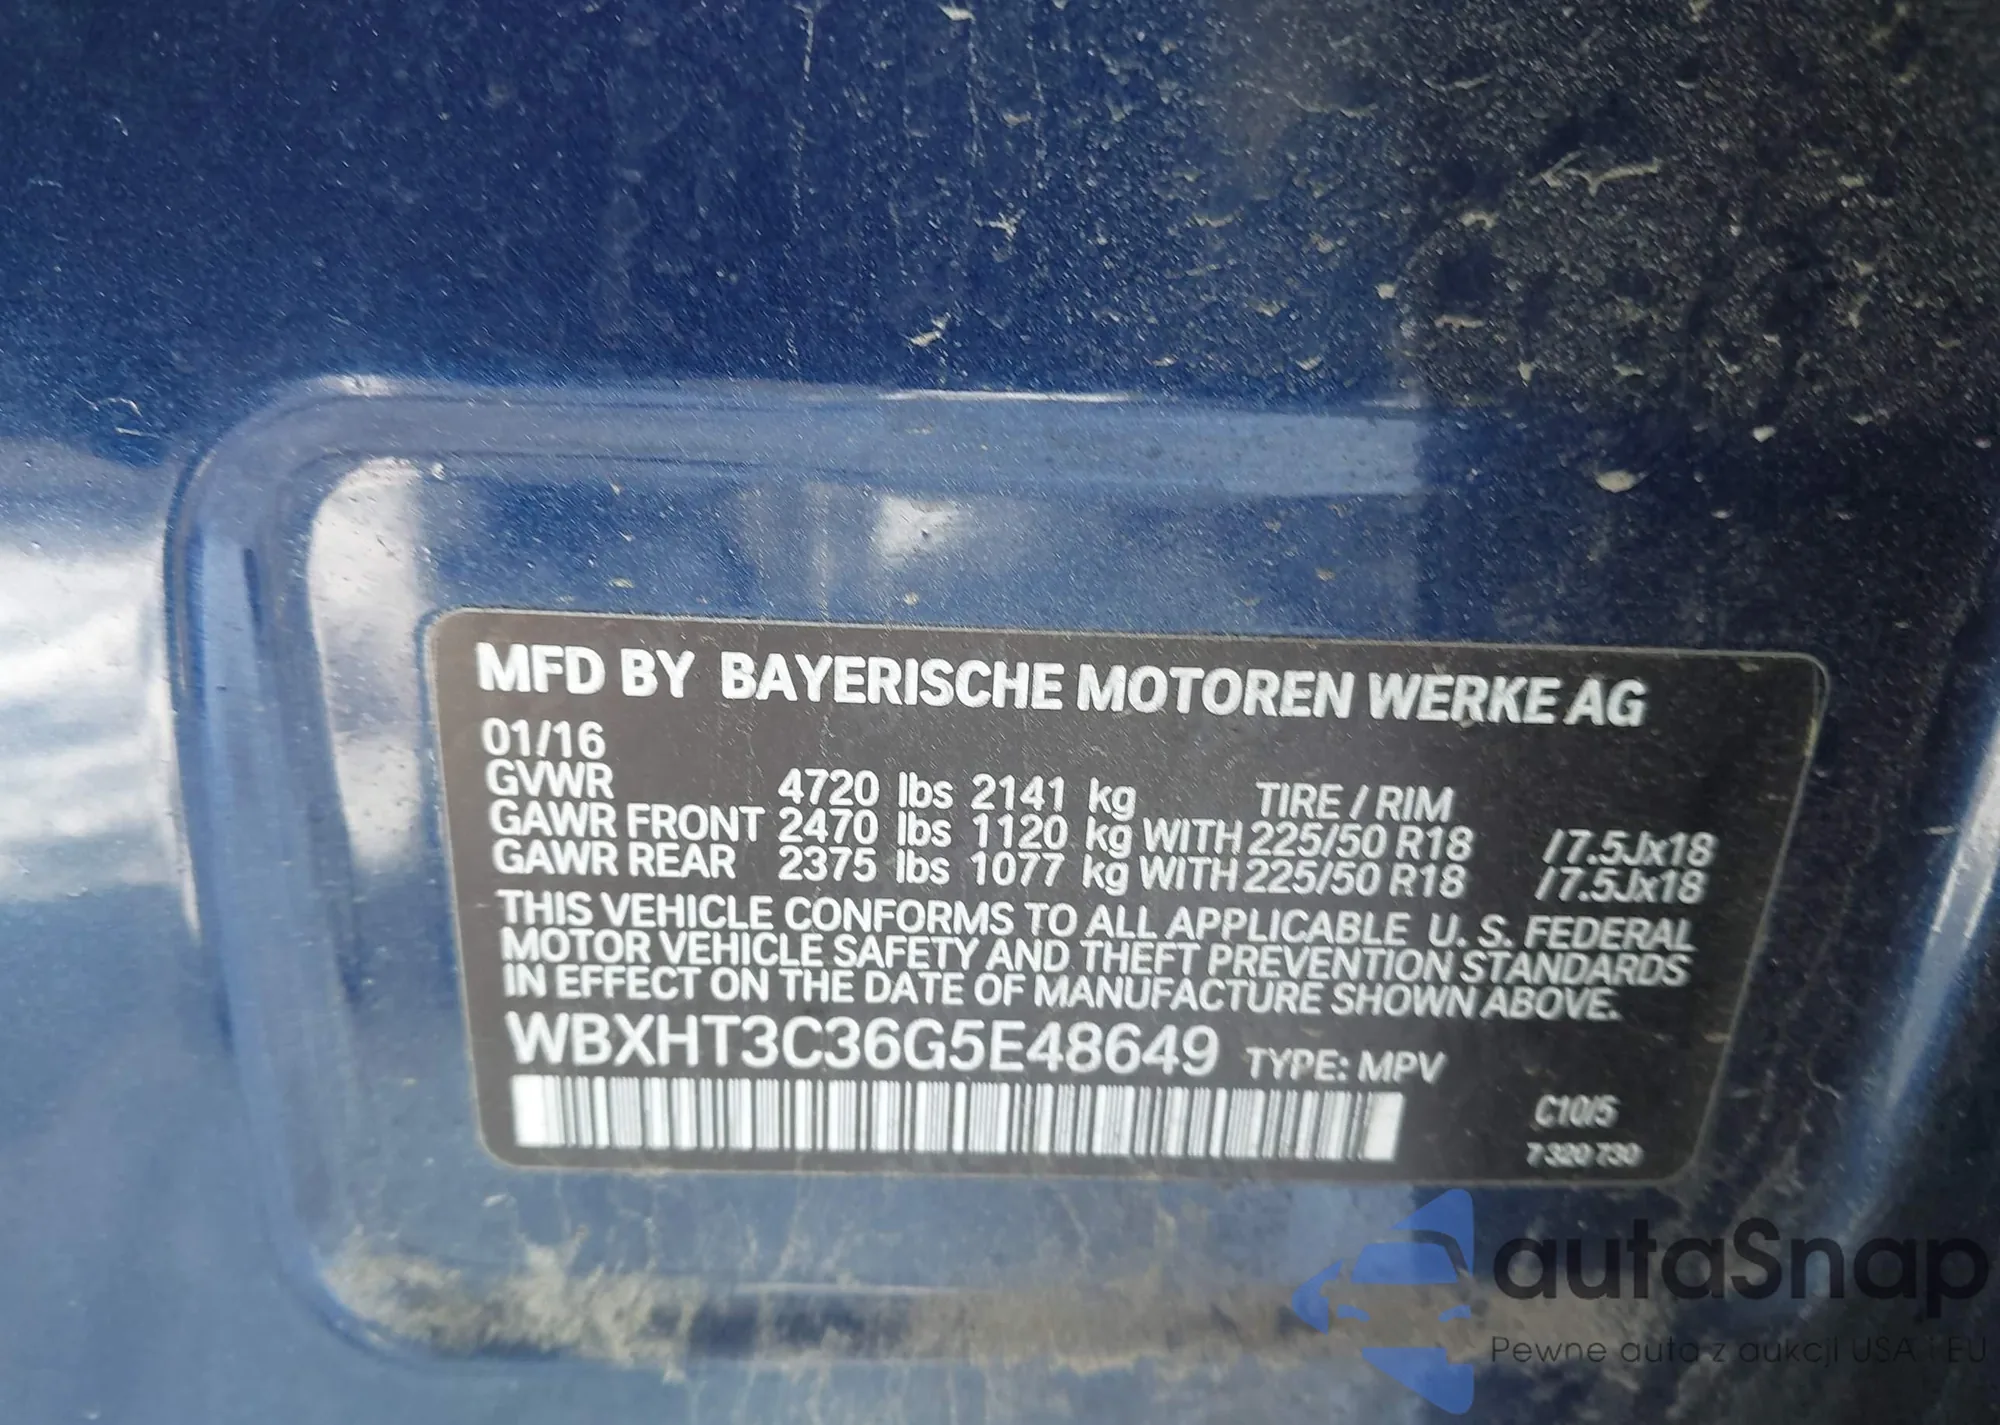 MFD BY BAYERISCHE MOTOREN WERKE AG
01/16
GVWR 4720 lbs 2141 kg TIRE / RIM
GAWR FRONT 2470 lbs 1120 kg WITH 225/50 R18 /7.5Jx18
GAWR REAR 2375 lbs 1077 kg WITH 225/50 R18 /7.5Jx18
THIS VEHICLE CONFORMS TO ALL APPLICABLE U. S. FEDERAL
MOTOR VEHICLE SAFETY AND THEFT PREVENTION STANDARDS
IN EFFECT ON THE DATE OF MANUFACTURE SHOWN ABOVE.
WBXHT3C36G5E48649 TYPE: MPV
C10/5
7 320 730
autaSnap
Pewne auta z aukcji USA i EU